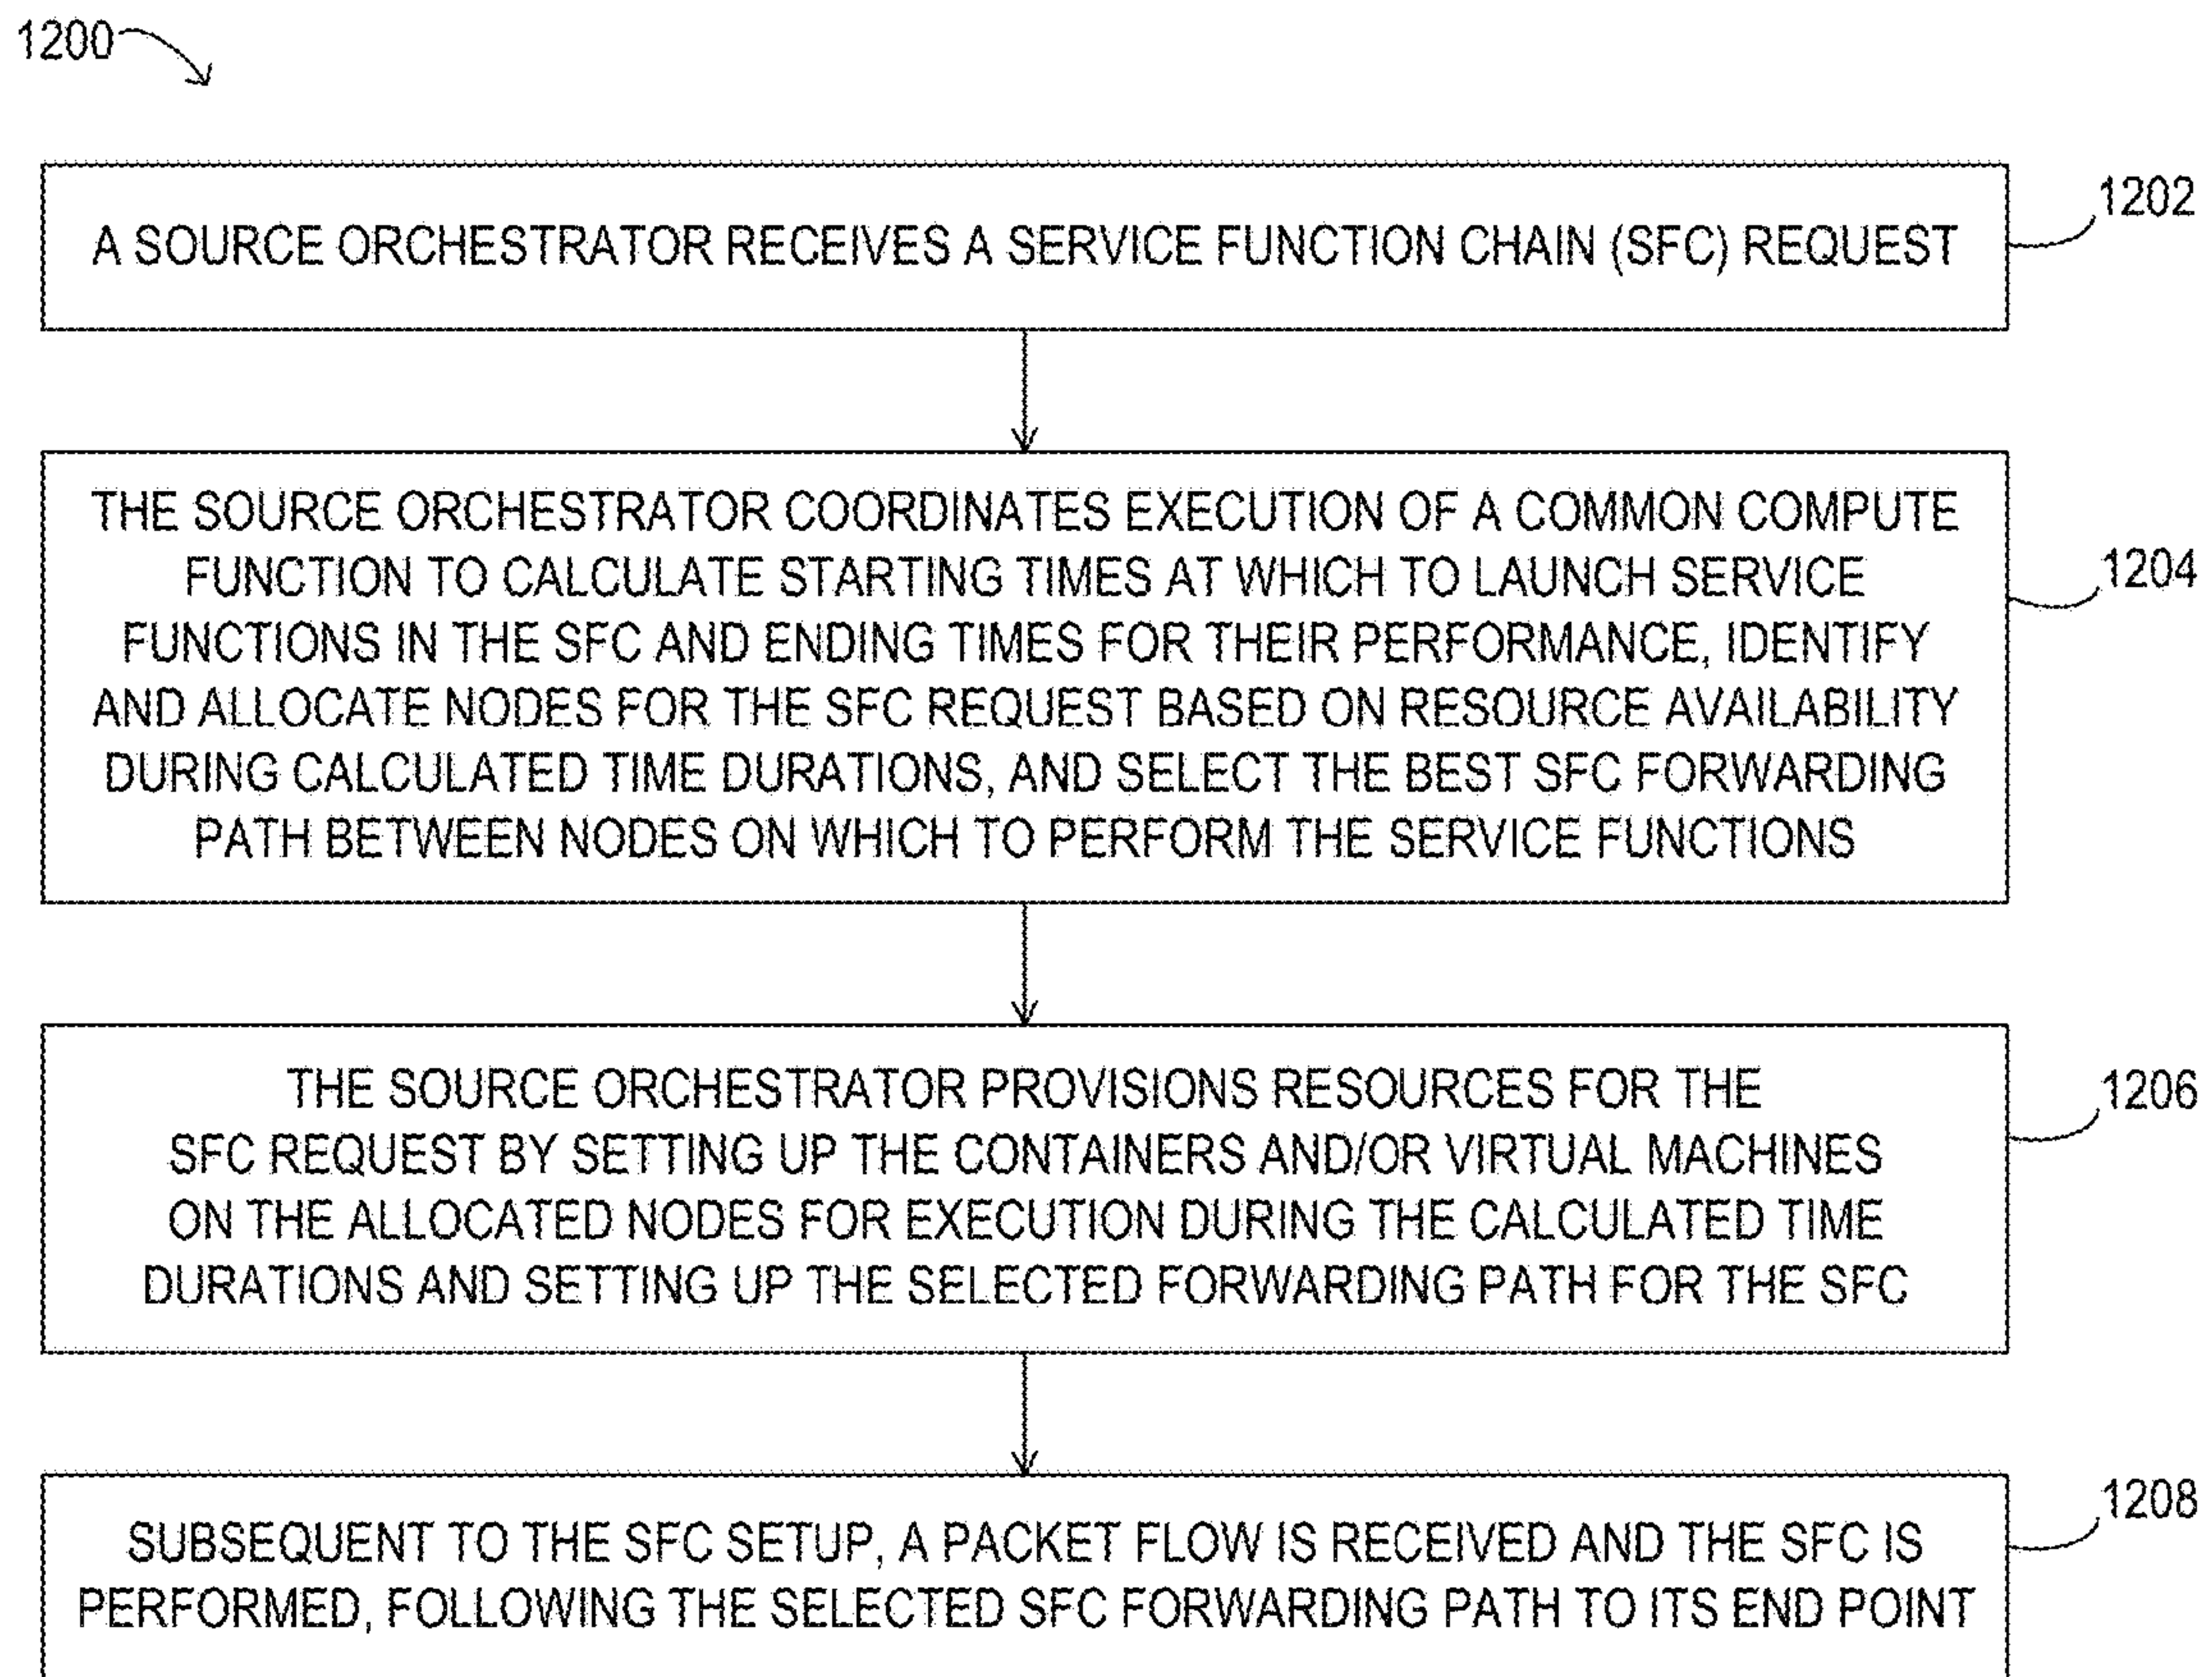 1200
A SOURCE ORCHESTRATOR RECEIVES A SERVICE FUNCTION CHAIN (SFC) REQUEST
1202
THE SOURCE ORCHESTRATOR COORDINATES EXECUTION OF A COMMON COMPUTE
FUNCTION TO CALCULATE STARTING TIMES AT WHICH TO LAUNCH SERVICE
FUNCTIONS IN THE SFC AND ENDING TIMES FOR THEIR PERFORMANCE, IDENTIFY
AND ALLOCATE NODES FOR THE SFC REQUEST BASED ON RESOURCE AVAILABILITY
DURING CALCULATED TIME DURATIONS, AND SELECT THE BEST SFC FORWARDING
PATH BETWEEN NODES ON WHICH TO PERFORM THE SERVICE FUNCTIONS
1204
THE SOURCE ORCHESTRATOR PROVISIONS RESOURCES FOR THE
SFC REQUEST BY SETTING UP THE CONTAINERS AND/OR VIRTUAL MACHINES
ON THE ALLOCATED NODES FOR EXECUTION DURING THE CALCULATED TIME
DURATIONS AND SETTING UP THE SELECTED FORWARDING PATH FOR THE SFC
1206
SUBSEQUENT TO THE SFC SETUP, A PACKET FLOW IS RECEIVED AND THE SFC IS
PERFORMED, FOLLOWING THE SELECTED SFC FORWARDING PATH TO ITS END POINT
1208